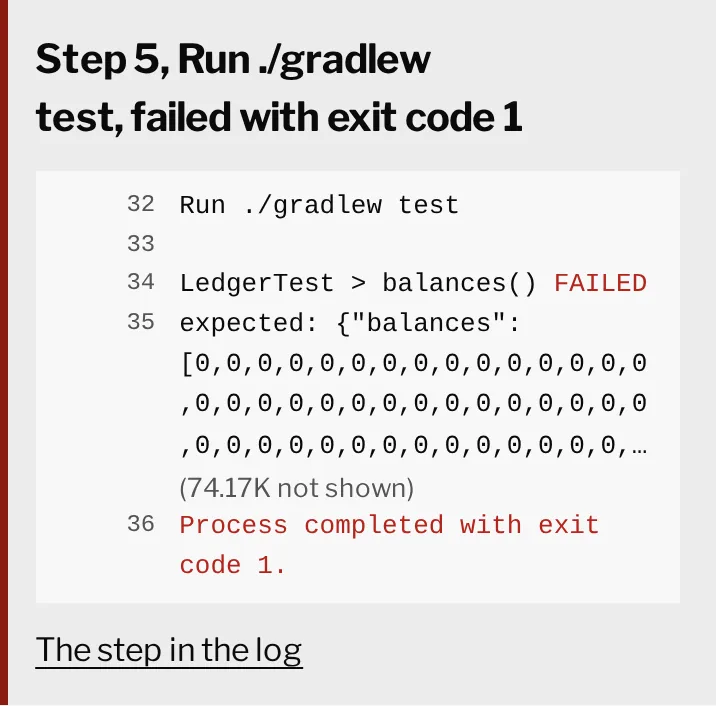 Step 5, Run ./gradlew
test, failed with exit code 1
32 Run ./gradlew test
33
34 LedgerTest > balances() FAILED
35 expected: {"balances":
[0,0,0,0,0,0,0,0,0,0,0,0,0,0,0
,0,0,0,0,0,0,0,0,0,0,0,0,0,0,0
,0,0,0,0,0,0,0,0,0,0,0,0,0,0,…
(74.17K not shown)
36 Process completed with exit
code 1.
The step in the log